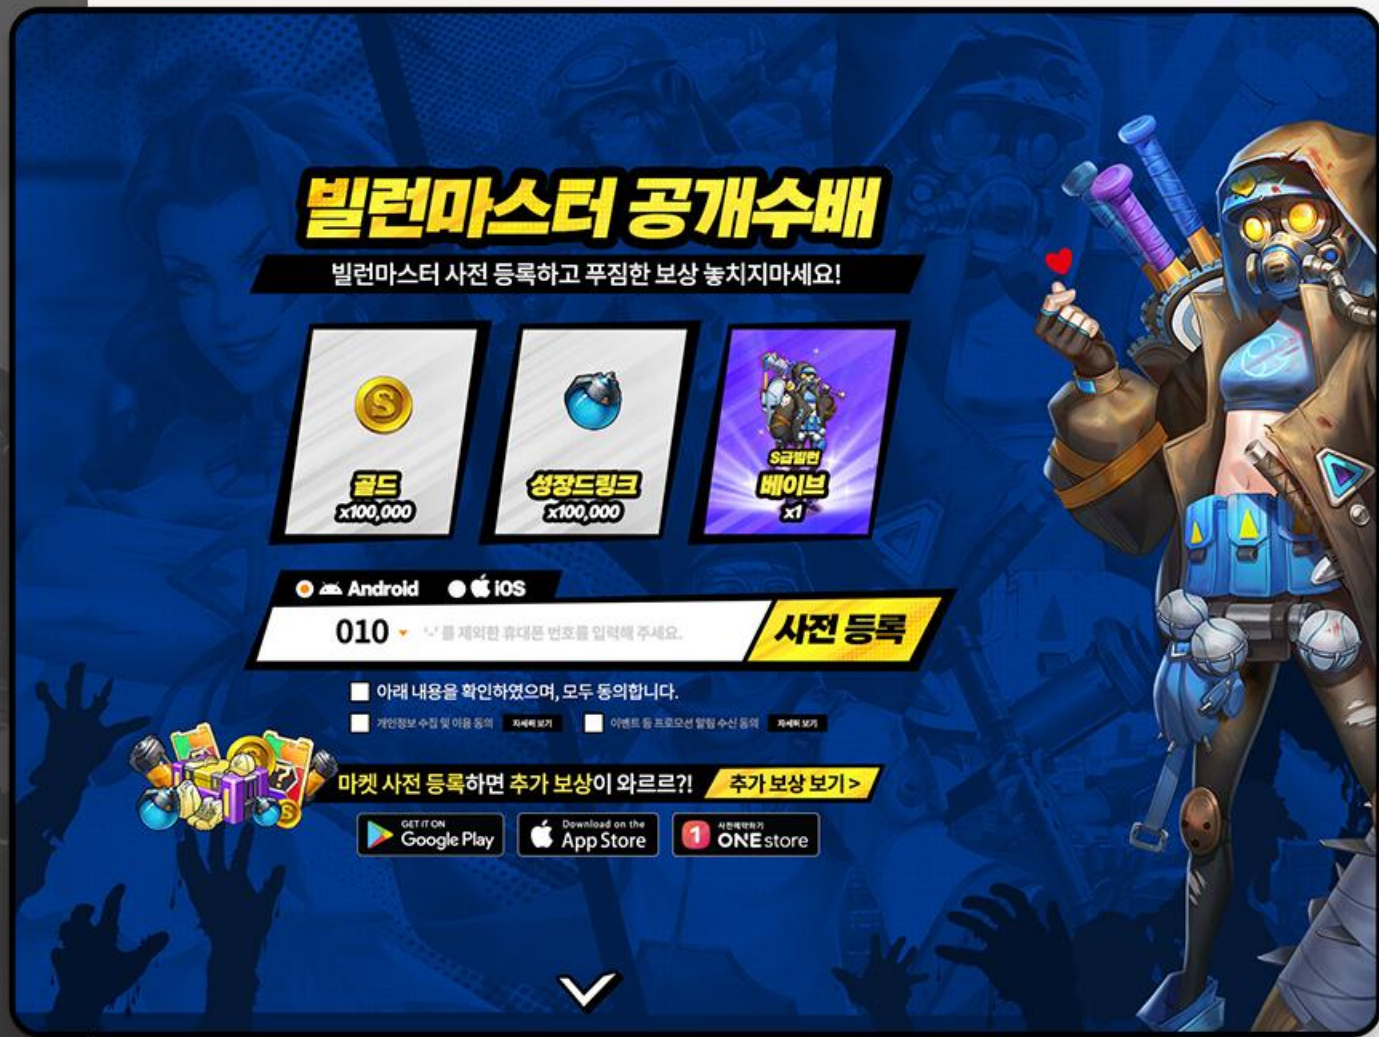 빌런마스터 공개수배
빌런마스터 사전 등록하고 푸짐한 보상 놓치지마세요!
S
골드
x100,000
성장드링크
x100,000
S급빌런
베이브
x1
Android iOS
010 '-'를 제외한 휴대폰 번호를 입력해 주세요. 사전 등록
아래 내용을 확인하였으며, 모두 동의합니다.
개인정보 수집 및 이용 동의 자세히 보기 이벤트 등 프로모션 알림 수신 동의 자세히 보기
마켓 사전 등록하면 추가 보상이 와르르?! 추가 보상 보기 >
GET IT ON
Google Play
Download on the
App Store
1
사전예약하기
ONE store